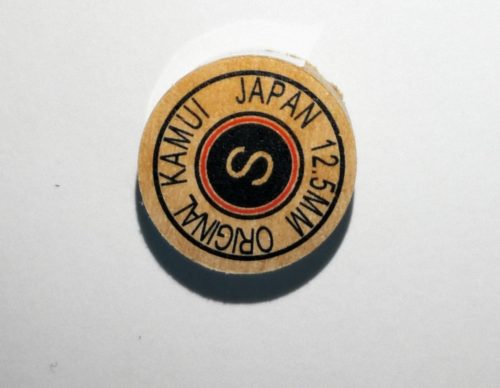 KAMUI JAPAN 12.5MM ORIGINAL
S